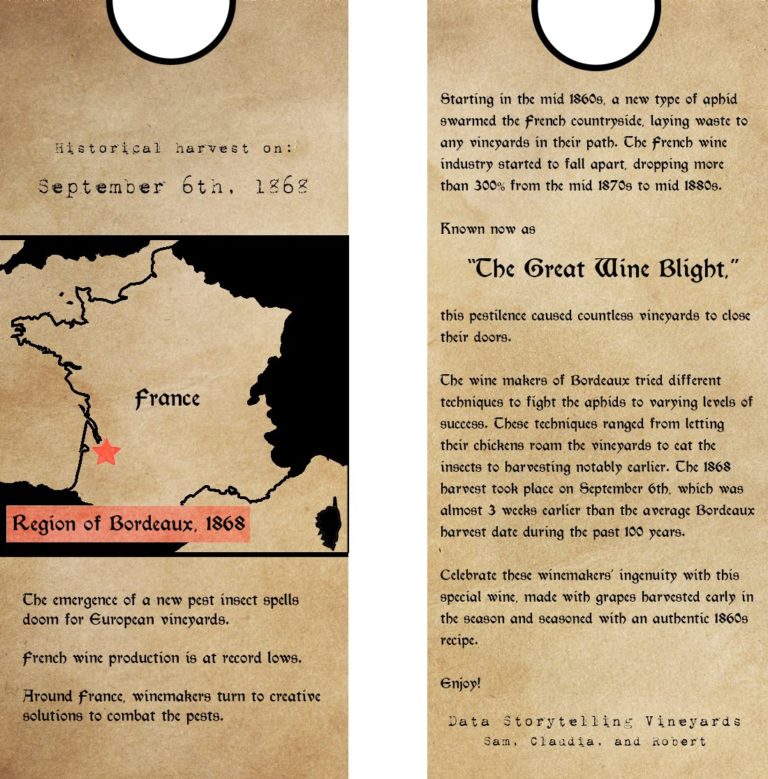 Historical harvest on:
September 6th, 1868
France
Region of Bordeaux, 1868
The emergence of a new pest insect spells
doom for European vineyards.
French wine production is at record lows.
Around France, winemakers turn to creative
solutions to combat the pests.
Starting in the mid 1860s, a new type of aphid
swarmed the French countryside, laying waste to
any vineyards in their path. The French wine
industry started to fall apart, dropping more
than 300% from the mid 1870s to mid 1880s.
Known now as
"The Great Wine Blight,"
this pestilence caused countless vineyards to close
their doors.
The wine makers of Bordeaux tried different
techniques to fight the aphids to varying levels of
success. These techniques ranged from letting
their chickens roam the vineyards to eat the
insects to harvesting notably earlier. The 1868
harvest took place on September 6th, which was
almost 3 weeks earlier than the average Bordeaux
harvest date during the past 100 years.
Celebrate these winemakers' ingenuity with this
special wine, made with grapes harvested early in
the season and seasoned with an authentic 1860s
recipe.
Enjoy!
Data Storytelling Vineyards
Sam, Claudia, and Robert